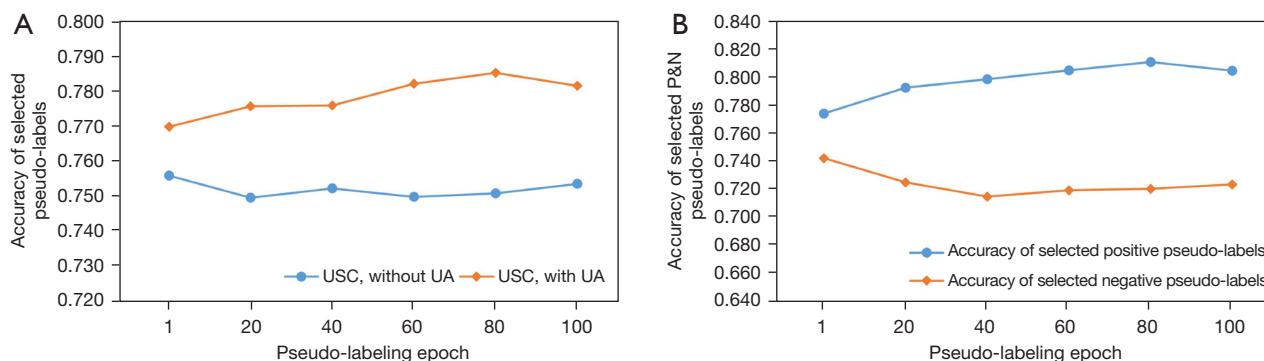 A
Accuracy of selected
pseudo-labels
0.800
0.790
0.780
0.770
0.760
0.750
0.740
0.730
0.720
USC, without UA
USC, with UA
1 20 40 60 80 100
Pseudo-labeling epoch
B
Accuracy of selected P&N
pseudo-labels
0.840
0.820
0.800
0.780
0.760
0.740
0.720
0.700
0.680
0.660
0.640
Accuracy of selected positive pseudo-labels
Accuracy of selected negative pseudo-labels
1 20 40 60 80 100
Pseudo-labeling epoch